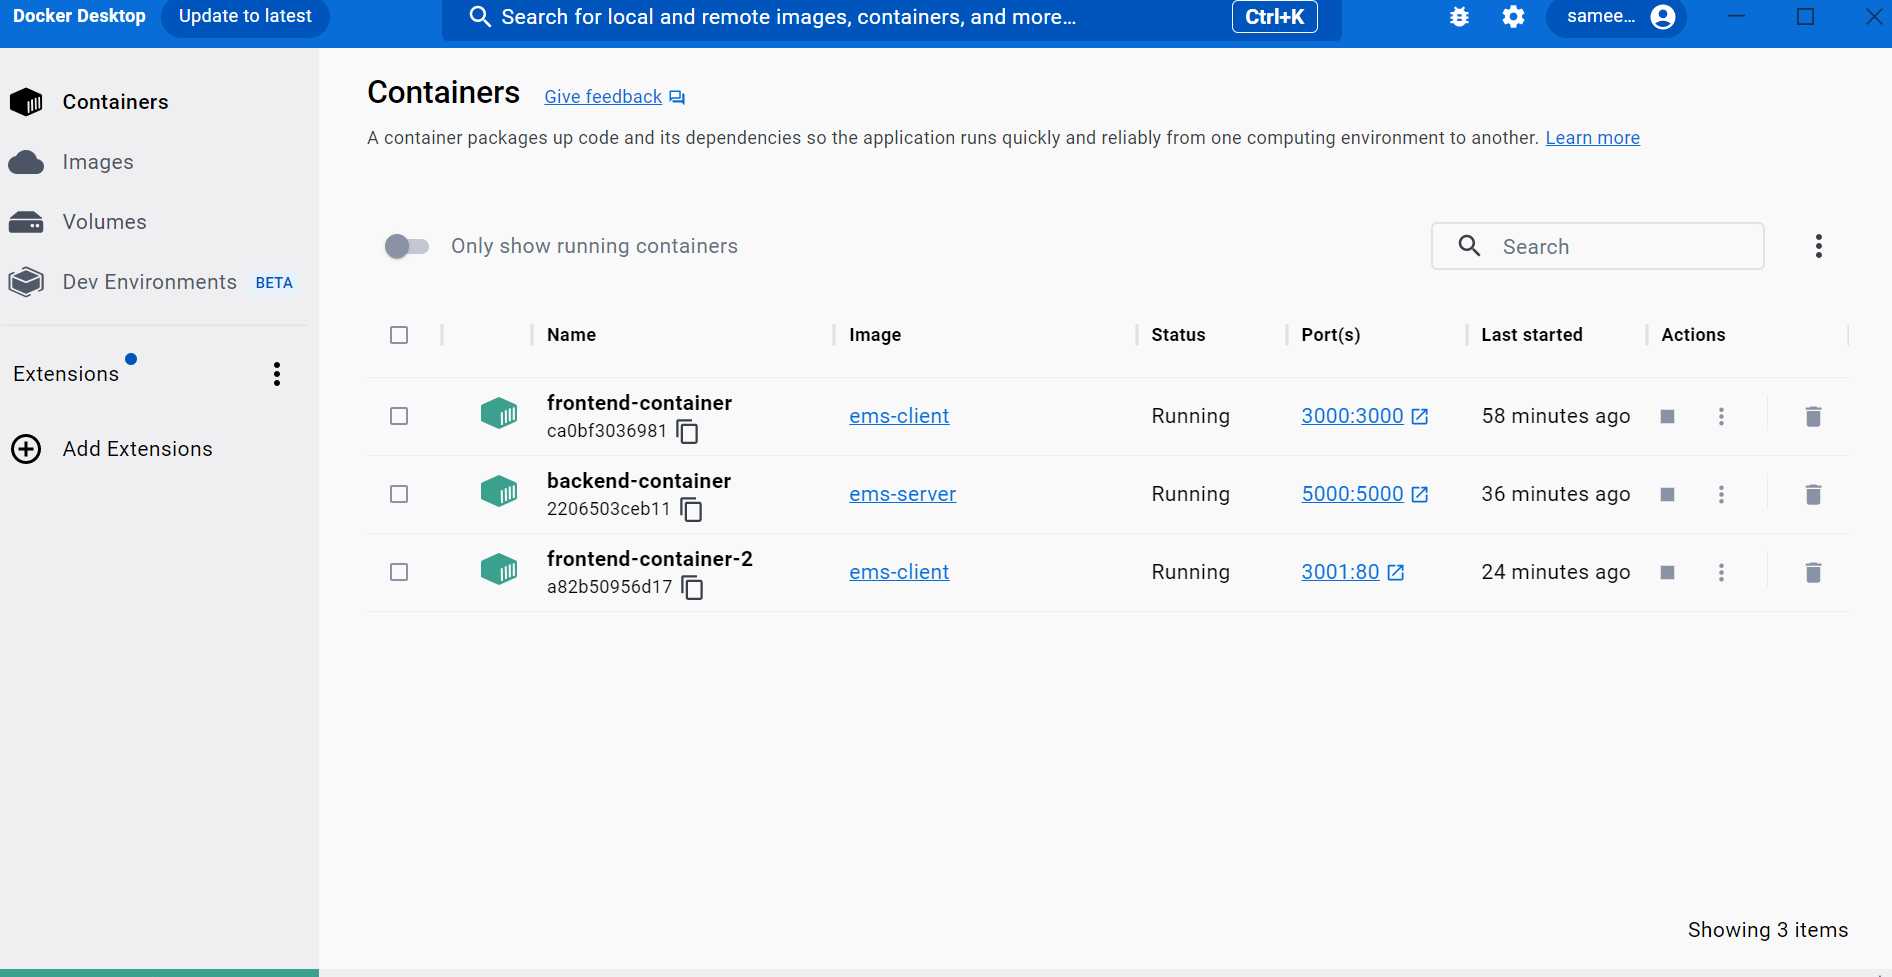 Docker Desktop Update to latest Search for local and remote images, containers, and more... Ctrl+K samee...
Containers
Images
Volumes
Dev Environments BETA
Extensions
Add Extensions
Containers Give feedback
A container packages up code and its dependencies so the application runs quickly and reliably from one computing environment to another. Learn more
Only show running containers Search
Name Image Status Port(s) Last started Actions
frontend-container
ca0bf3036981 ems-client Running 3000:3000 58 minutes ago
backend-container
2206503ceb11 ems-server Running 5000:5000 36 minutes ago
frontend-container-2
a82b50956d17 ems-client Running 3001:80 24 minutes ago
Showing 3 items